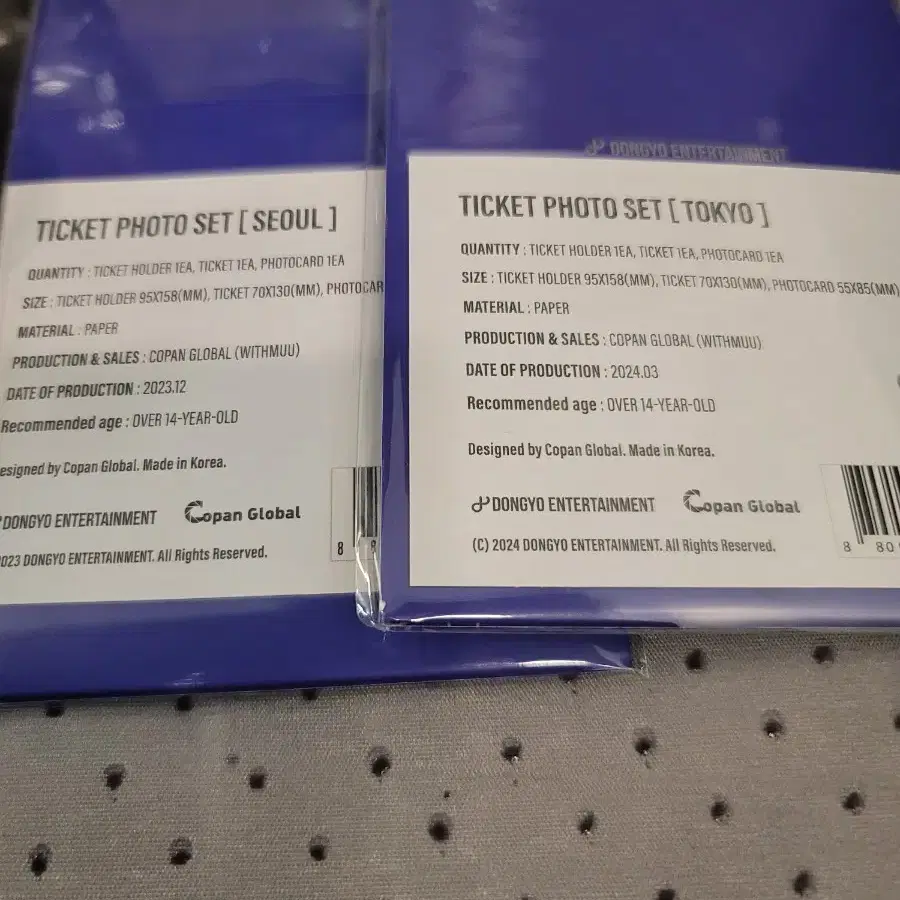 TICKET PHOTO SET [ SEOUL ]
QUANTITY : TICKET HOLDER 1EA, TICKET 1EA, PHOTOCARD 1EA
SIZE : TICKET HOLDER 95X158(MM), TICKET 70X130(MM), PHOTOCAR
MATERIAL : PAPER
PRODUCTION & SALES : COPAN GLOBAL (WITHMUU)
DATE OF PRODUCTION : 2023.12
Recommended age : OVER 14-YEAR-OLD
esigned by Copan Global. Made in Korea.
DONGYO ENTERTAINMENT Copan Global
023 DONGYO ENTERTAINMENT. All Rights Reserved.
8 8
DONGYO ENTERTAINMENT
TICKET PHOTO SET [ TOKYO ]
QUANTITY : TICKET HOLDER 1EA, TICKET 1EA, PHOTOCARD 1EA
SIZE : TICKET HOLDER 95X158(MM), TICKET 70X130(MM), PHOTOCARD 55X85(MM)
MATERIAL : PAPER
PRODUCTION & SALES : COPAN GLOBAL (WITHMUU)
DATE OF PRODUCTION : 2024.03
Recommended age : OVER 14-YEAR-OLD
Designed by Copan Global. Made in Korea.
DONGYO ENTERTAINMENT Copan Global
(C) 2024 DONGYO ENTERTAINMENT. All Rights Reserved.
8 80